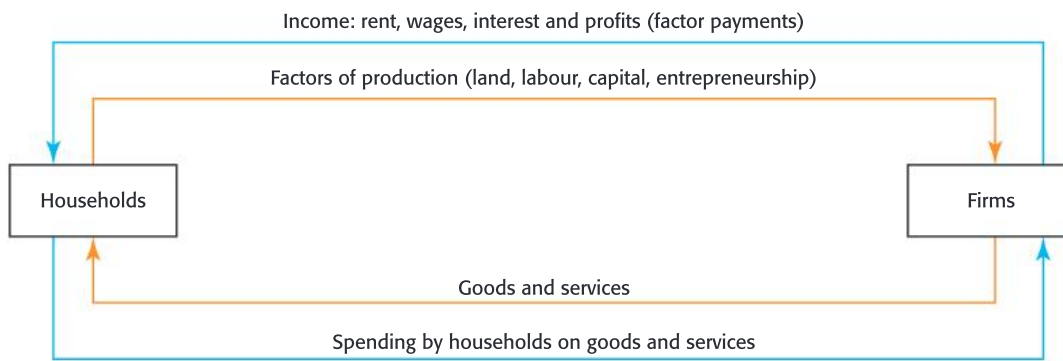 Income: rent, wages, interest and profits (factor payments)
Factors of production (land, labour, capital, entrepreneurship)
Households
Firms
Goods and services
Spending by households on goods and services